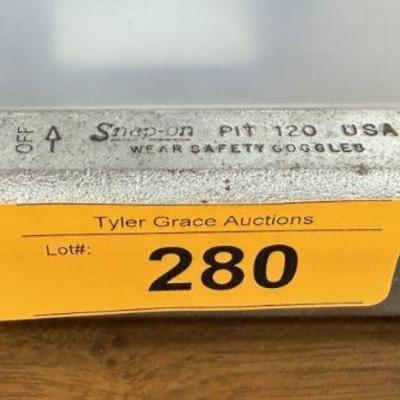 OFF ↑ Snap-on PIT 120 USA
WEAR SAFETY GOGGLES
Tyler Grace Auctions
Lot#:
280